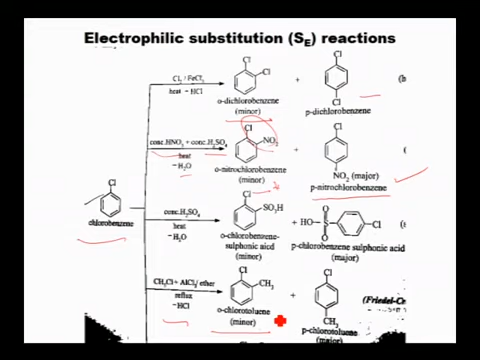 Electrophilic substitution (SE) reactions
Cl
chlorobenzene
Cl2 / FeCl3
heat − HCl
Cl
Cl
o-dichlorobenzene
(minor)
+
Cl
Cl
p-dichlorobenzene
conc.HNO3 + conc.H2SO4
heat
− H2O
Cl
NO2
o-nitrochlorobenzene
(minor)
+
Cl
NO2 (major)
p-nitrochlorobenzene
conc.H2SO4
heat
− H2O
Cl
SO3H
o-chlorobenzene-
sulphonic acid
(minor)
+ HO
O
S
O
Cl
p-chlorobenzene sulphonic acid
(major)
CH3Cl + AlCl3/ ether
reflux
− HCl
Cl
CH3
o-chlorotoluene
(minor)
+
Cl
CH3
p-chlorotoluene
major)
(Friedel-Cr